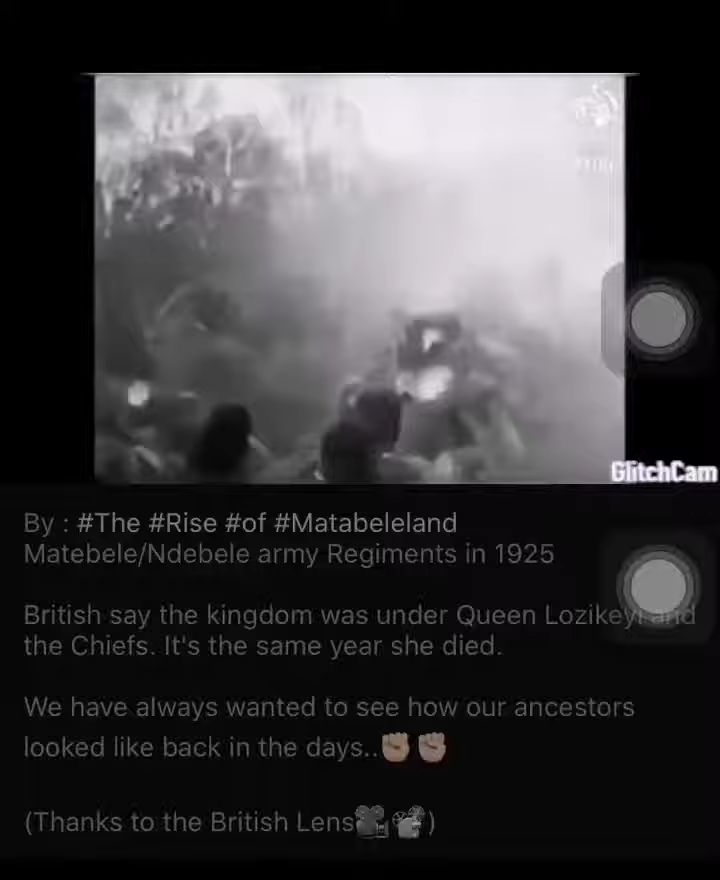 GlitchCam
By : #The #Rise #of #Matabeleland
Matebele/Ndebele army Regiments in 1925
British say the kingdom was under Queen Lozikeyi and
the Chiefs. It's the same year she died.
We have always wanted to see how our ancestors
looked like back in the days..✊🏽✊🏽
(Thanks to the British Lens🎥📽)